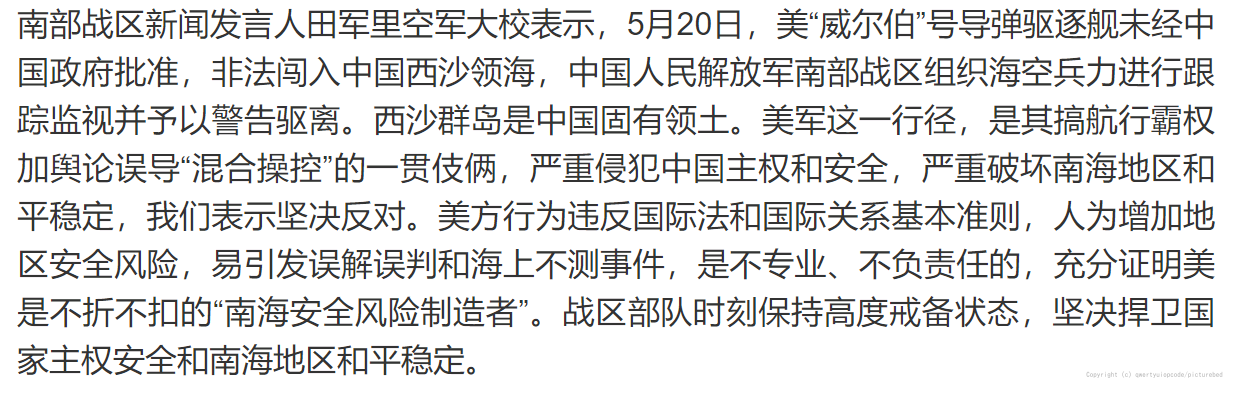 南部战区新闻发言人田军里空军大校表示，5月20日，美“威尔伯”号导弹驱逐舰未经中
国政府批准，非法闯入中国西沙领海，中国人民解放军南部战区组织海空兵力进行跟
踪监视并予以警告驱离。西沙群岛是中国固有领土。美军这一行径，是其搞航行霸权
加舆论误导“混合操控”的一贯伎俩，严重侵犯中国主权和安全，严重破坏南海地区和
平稳定，我们表示坚决反对。美方行为违反国际法和国际关系基本准则，人为增加地
区安全风险，易引发误解误判和海上不测事件，是不专业、不负责任的，充分证明美
是不折不扣的“南海安全风险制造者”。战区部队时刻保持高度戒备状态，坚决捍卫国
家主权安全和南海地区和平稳定。
Copyright (c) qwertyuiopcode/picturebed